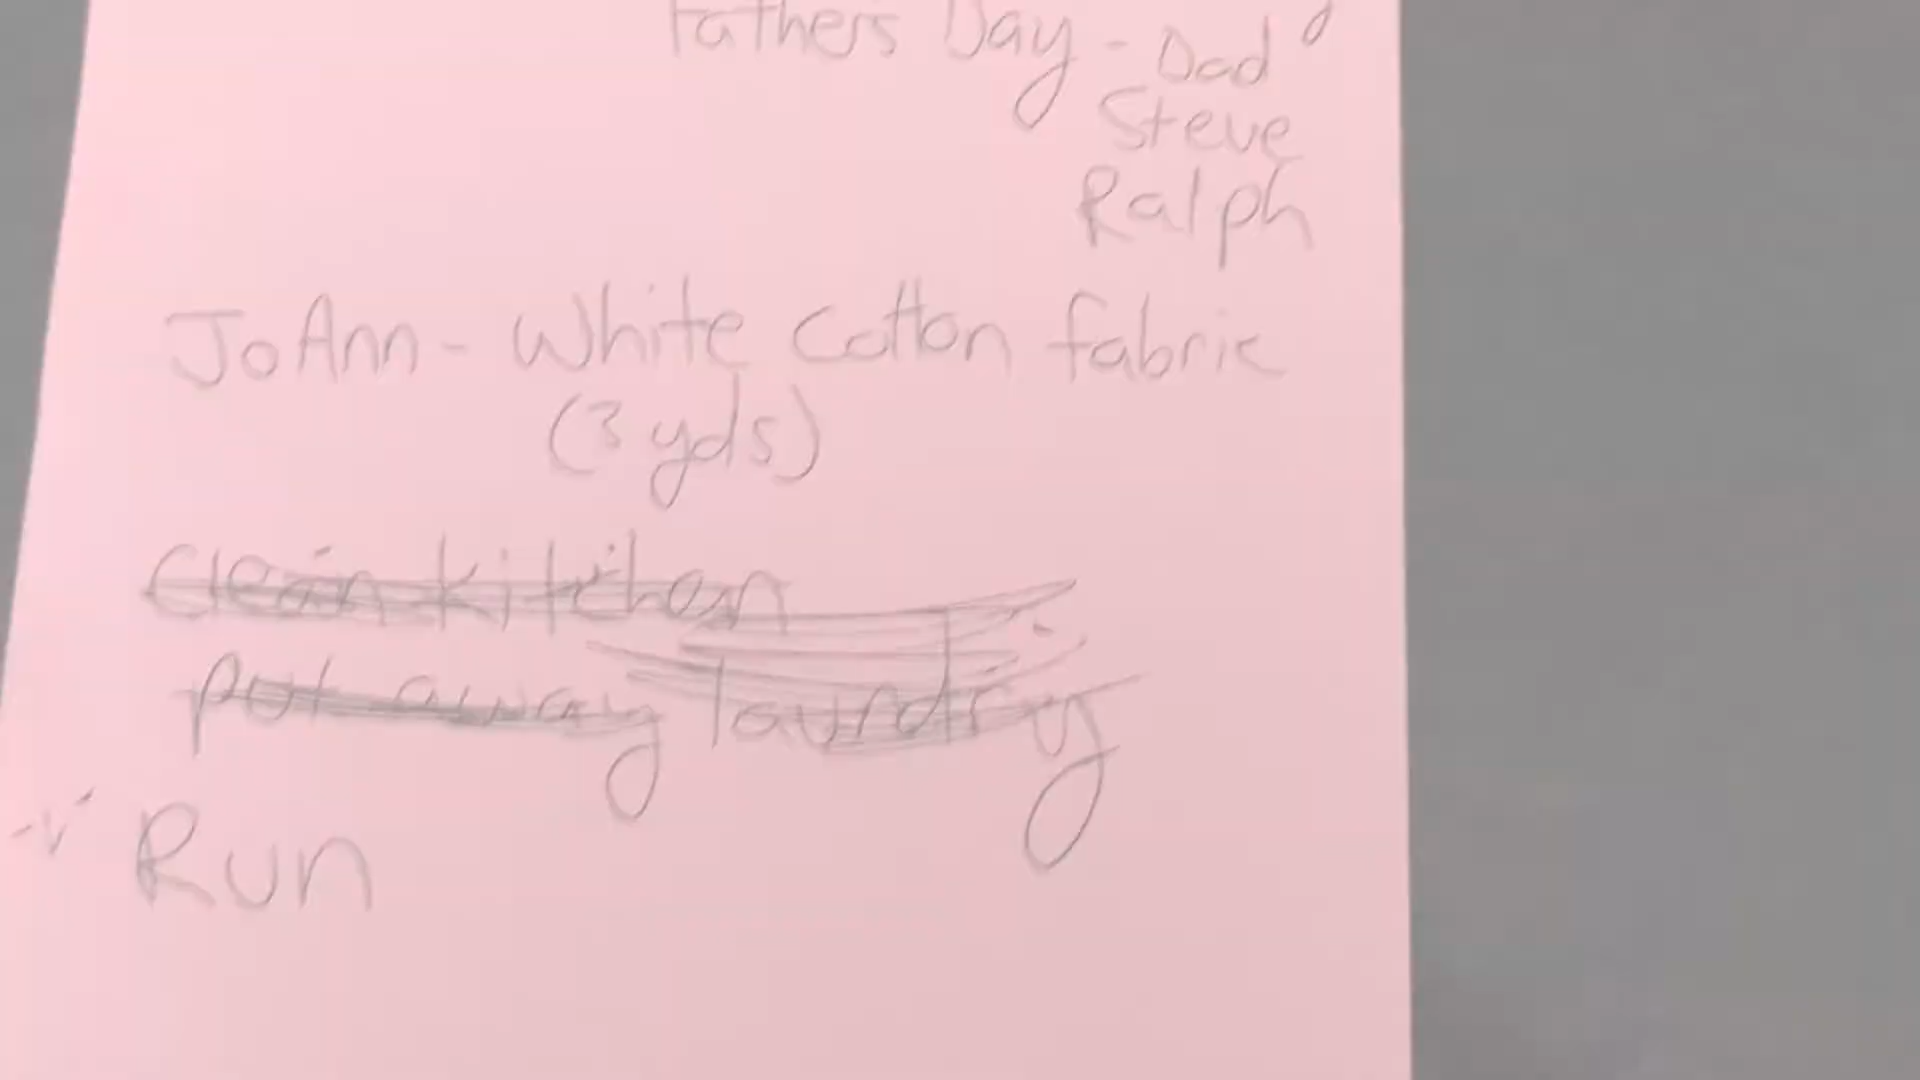 Fathers Day - Dad
Steve
Ralph
JoAnn - White Cotton fabric
(3 yds)
Clean kitchen
put away laundry
Run